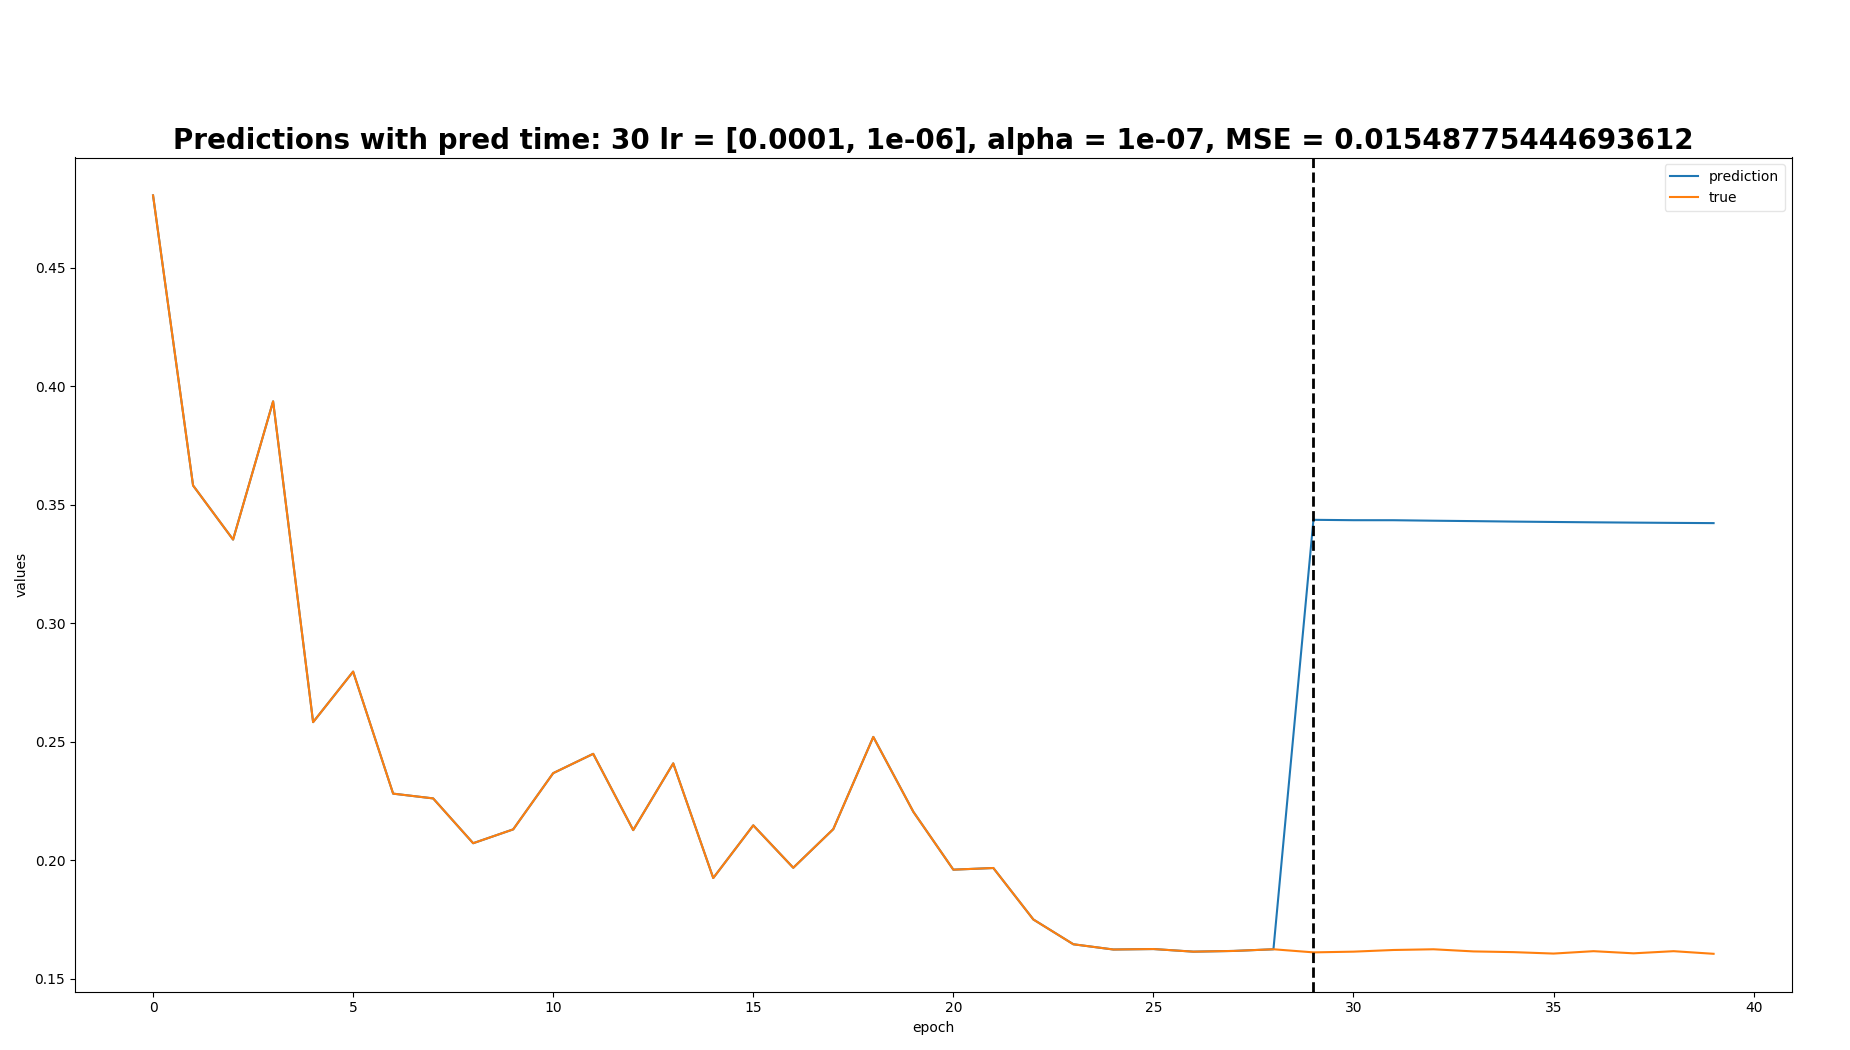 Predictions with pred time: 30 lr = [0.0001, 1e-06], alpha = 1e-07, MSE = 0.01548775444693612
prediction
true
0.45
0.40
0.35
0.30
0.25
0.20
0.15
values
0 5 10 15 20 25 30 35 40
epoch